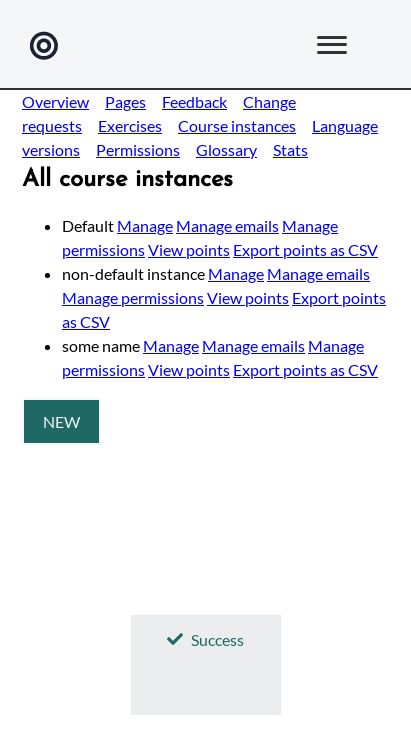 Overview Pages Feedback Change
requests Exercises Course instances Language
versions Permissions Glossary Stats
All course instances
Default Manage Manage emails Manage
permissions View points Export points as CSV
non-default instance Manage Manage emails
Manage permissions View points Export points
as CSV
some name Manage Manage emails Manage
permissions View points Export points as CSV
NEW
Success